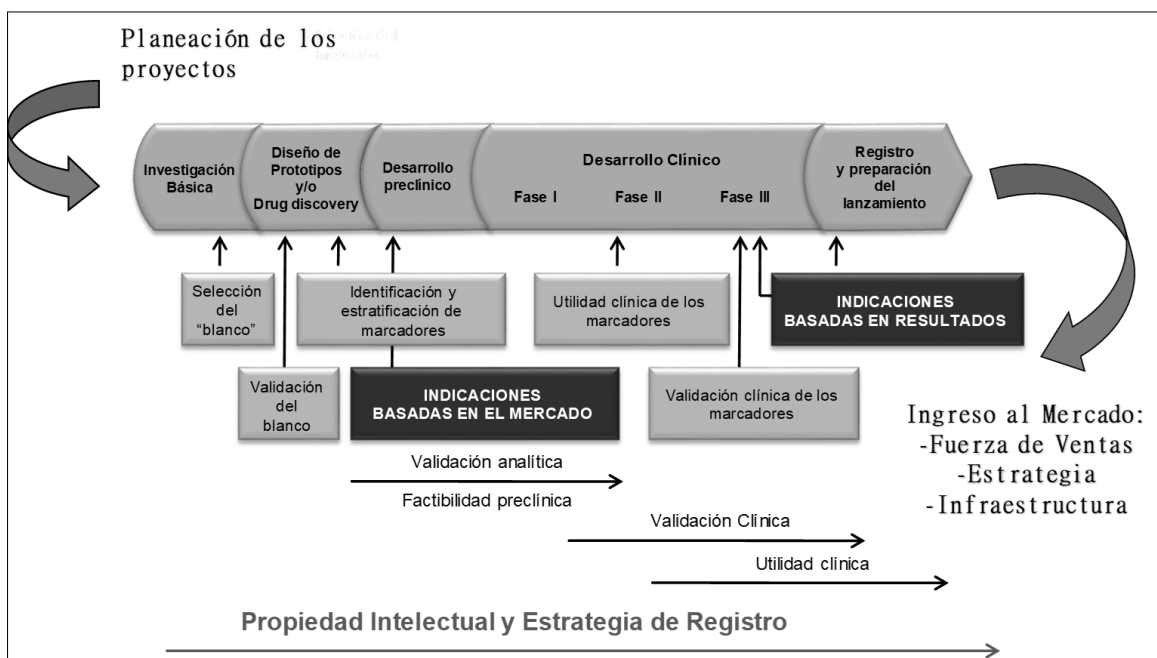 Planeación de los
proyectos
Investigación
Básica
Diseño de
Prototipos
y/o
Drug discovery
Desarrollo
preclínico
Desarrollo Clínico
Fase I
Fase II
Fase III
Registro
y preparación
del
lanzamiento
Selección
del
“blanco”
Identificación y
estratificación de
marcadores
Utilidad clínica de los
marcadores
INDICACIONES
BASADAS EN RESULTADOS
Validación
del
blanco
INDICACIONES
BASADAS EN EL MERCADO
Validación clínica de los
marcadores
Ingreso al Mercado:
-Fuerza de Ventas
-Estrategia
-Infraestructura
Validación analítica
Factibilidad preclínica
Validación Clínica
Utilidad clínica
Propiedad Intelectual y Estrategia de Registro